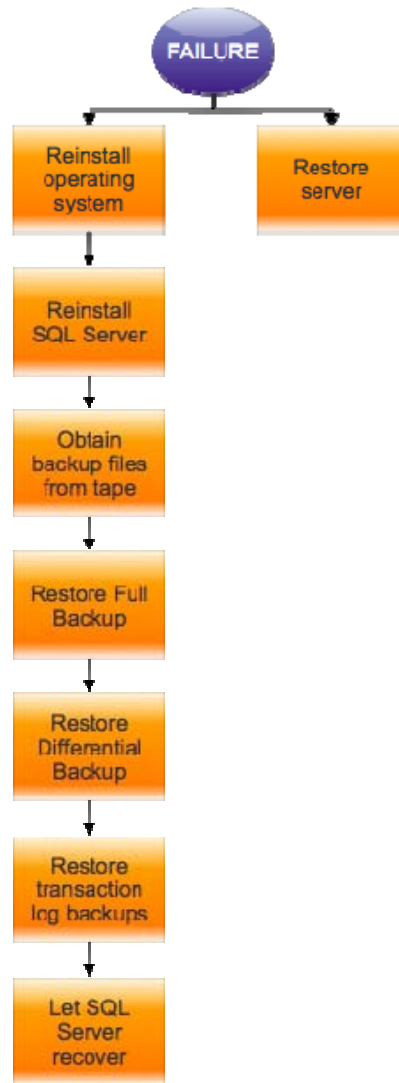 FAILURE
Reinstall
operating
system
Restore
server
Reinstall
SQL Server
Obtain
backup files
from tape
Restore Full
Backup
Restore
Differential
Backup
Restore
transaction
log backups
Let SQL
Server
recover